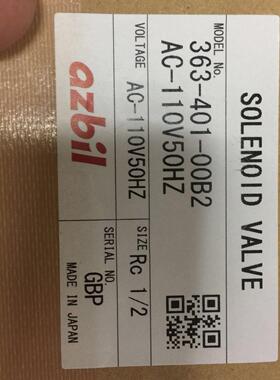 SOLENOID VALVE
MODEL No.
363-401-00B2
AC-110V50HZ
VOLTAGE
AC-110V50HZ
SIZE
Rc 1/2
azbil
SERIAL NO.
GBP
MADE IN JAPAN